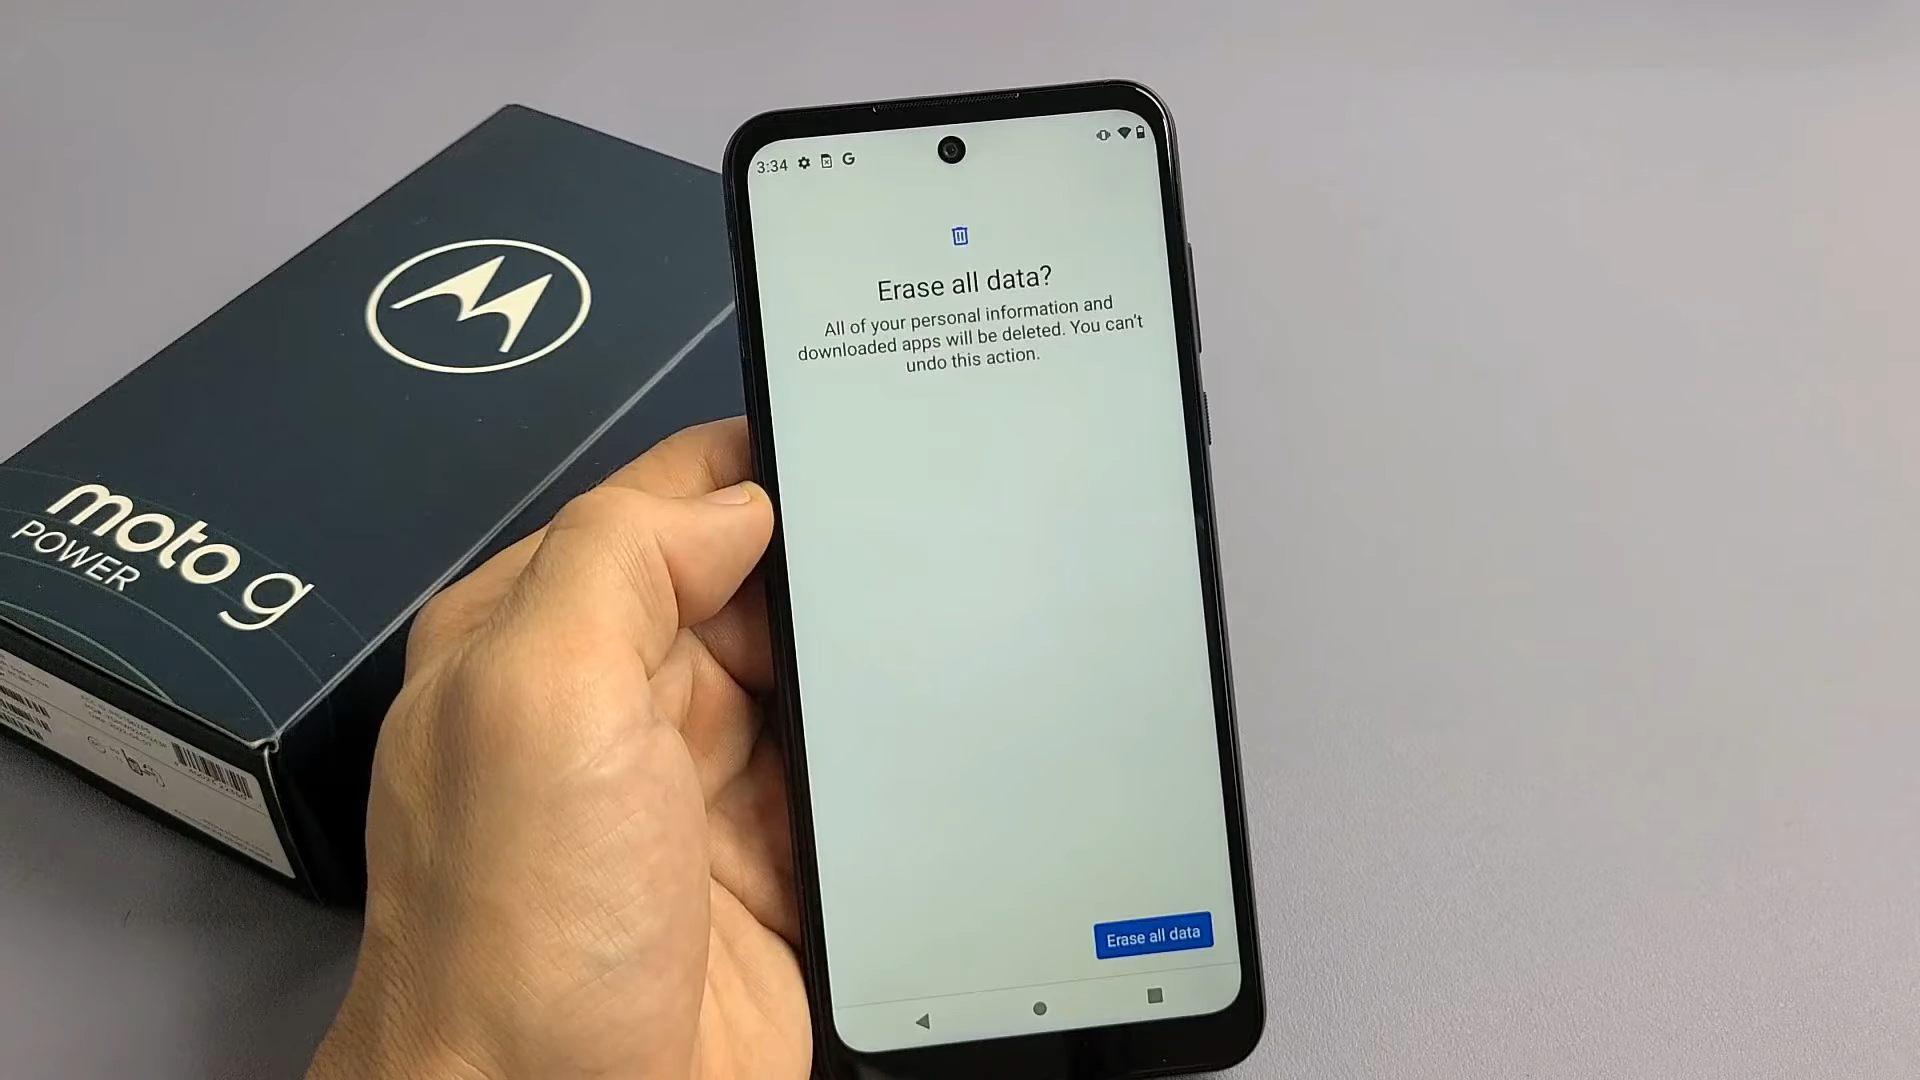 moto g
POWER
3:34
G
Erase all data?
All of your personal information and
downloaded apps will be deleted. You can't
undo this action.
Erase all data